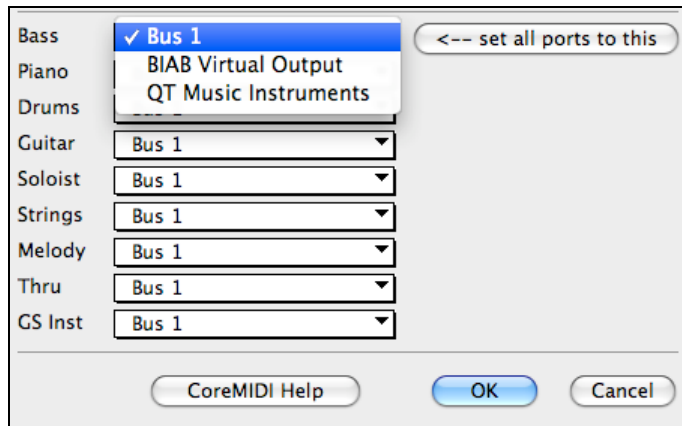 Bass ✓ Bus 1 <-- set all ports to this
Piano BIAB Virtual Output
QT Music Instruments
Drums Bus 1
Guitar Bus 1
Soloist Bus 1
Strings Bus 1
Melody Bus 1
Thru Bus 1
GS Inst Bus 1
CoreMIDI Help OK Cancel